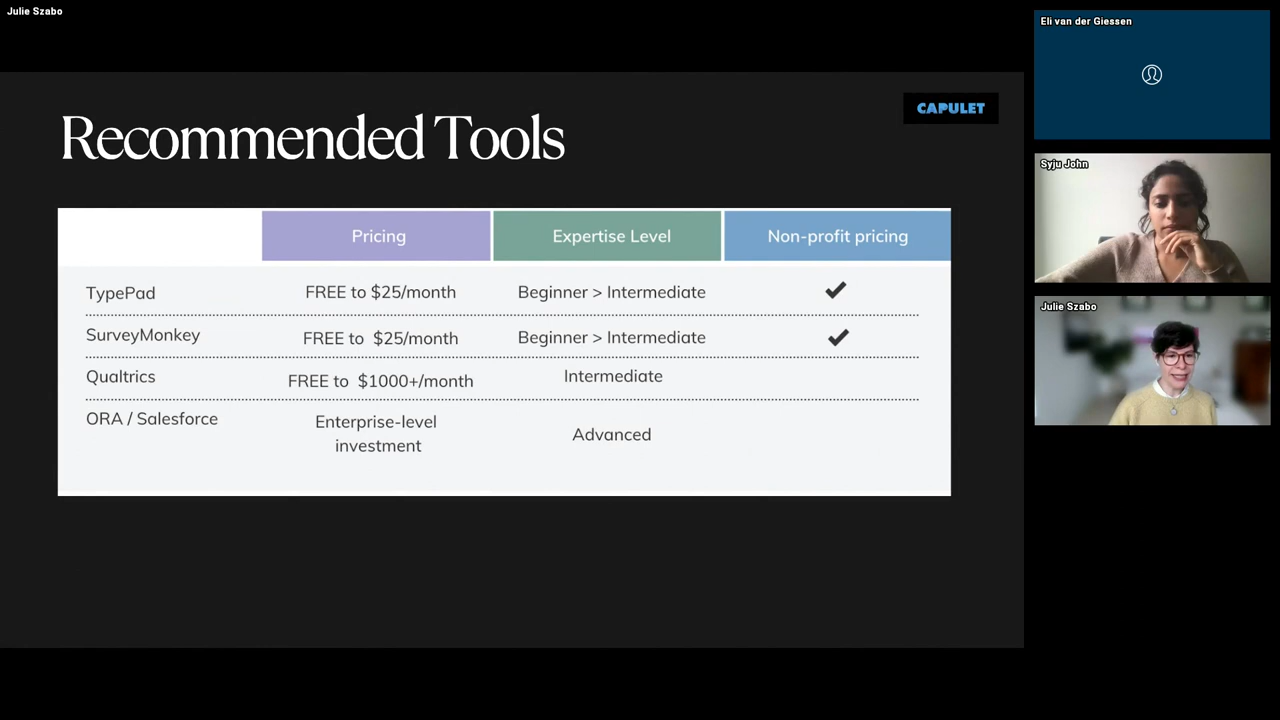 Julie Szabo
Eli van der Giessen
CAPULET
Recommended Tools
Syju John
Pricing Expertise Level Non-profit pricing
TypePad FREE to $25/month Beginner > Intermediate ✔
Julie Szabo
SurveyMonkey FREE to $25/month Beginner > Intermediate ✔
Qualtrics FREE to $1000+/month Intermediate
ORA / Salesforce Enterprise-level investment Advanced